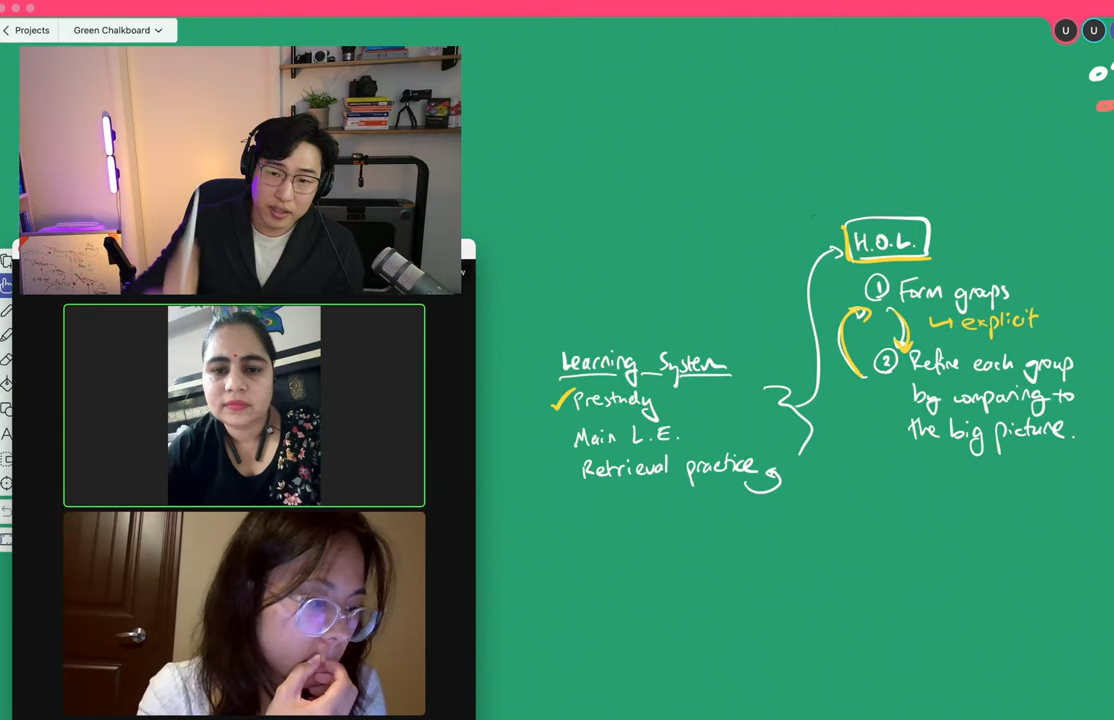 Projects
Green Chalkboard
U
U
H.O.L.
① Form groups
↳ explicit
② Refine each group
by comparing to
the big picture.
Learning System
✓ Prestudy
Main L.E.
Retrieval practice